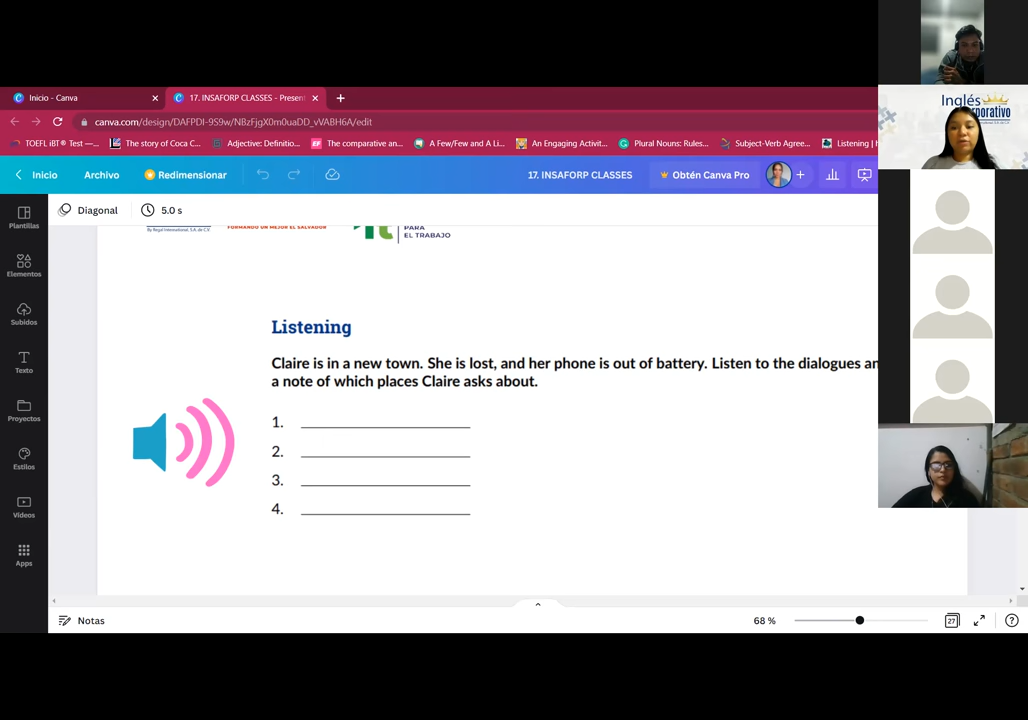 Inicio - Canva
17. INSAFORP CLASSES - Present
canva.com/design/DAFPDI-9S9w/NBzFjgX0m0uaDD_vVABH6A/edit
TOEFL iBT® Test —...
The story of Coca C...
Adjective: Definitio...
The comparative an...
A Few/Few and A Li...
An Engaging Activit...
Plural Nouns: Rules...
Subject-Verb Agree...
Listening |
Inicio
Archivo
Redimensionar
17. INSAFORP CLASSES
Obtén Canva Pro
Diagonal
5.0 s
Plantillas
Elementos
Subidos
Texto
Proyectos
Estilos
Videos
Apps
By Regal International, S.A. de C.V
FORMANDO UN MEJOR EL SALVADOR
PARA
EL TRABAJO
Listening
Claire is in a new town. She is lost, and her phone is out of battery. Listen to the dialogues an
a note of which places Claire asks about.
1.
2.
3.
4.
Notas
68 %
27
Inglés